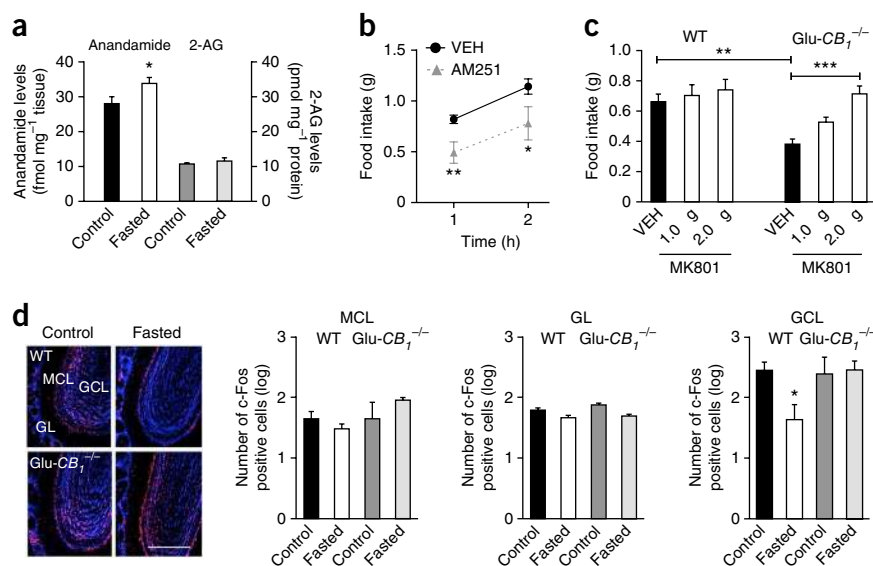 a
Anandamide 2-AG
Anandamide levels
(fmol mg⁻¹ tissue)
40
30
20
10
0
*
40
30
20
10
0
2-AG levels
(pmol mg⁻¹ protein)
Control
Fasted
Control
Fasted
b
VEH
AM251
Food intake (g)
1.5
1.0
0.5
0
**
*
1 2
Time (h)
c
WT Glu-CB₁⁻/⁻
Food intake (g)
1.0
0.8
0.6
0.4
0.2
0
**
***
VEH
1.0 g
2.0 g
MK801
VEH
1.0 g
2.0 g
MK801
d
Control Fasted
WT
MCL
GCL
GL
Glu-CB₁⁻/⁻
MCL
WT Glu-CB₁⁻/⁻
Number of c-Fos
positive cells (log)
3
2
1
0
Control
Fasted
Control
Fasted
GL
WT Glu-CB₁⁻/⁻
Number of c-Fos
positive cells (log)
3
2
1
0
Control
Fasted
Control
Fasted
GCL
WT Glu-CB₁⁻/⁻
Number of c-Fos
positive cells (log)
3
2
1
0
*
Control
Fasted
Control
Fasted